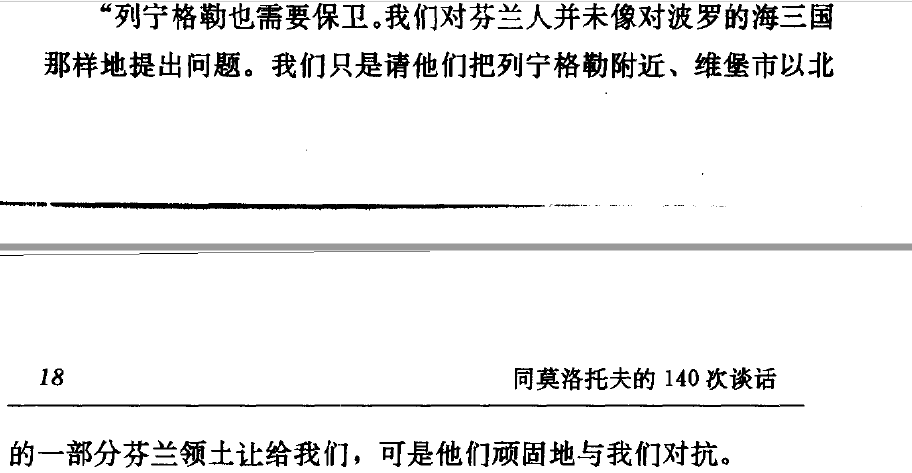 “列宁格勒也需要保卫。我们对芬兰人并未像对波罗的海三国
那样地提出问题。我们只是请他们把列宁格勒附近、维堡市以北
18
同莫洛托夫的 140 次谈话
的一部分芬兰领土让给我们，可是他们顽固地与我们对抗。